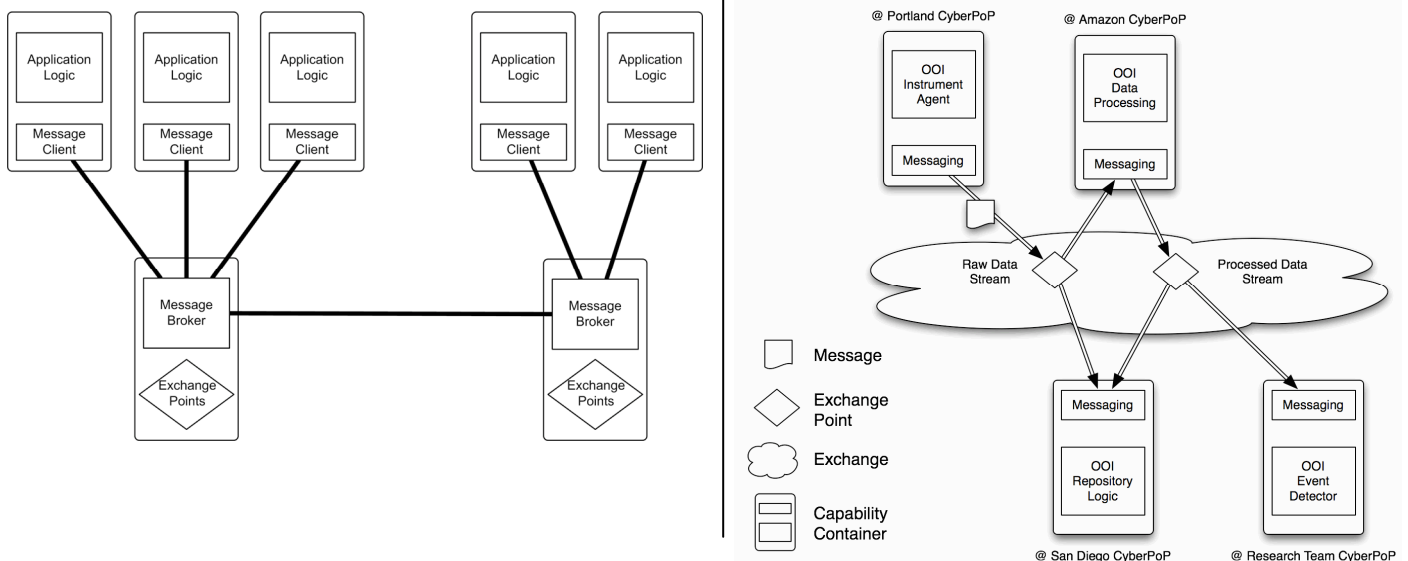 Application
Logic
Message
Client
Application
Logic
Message
Client
Application
Logic
Message
Client
Application
Logic
Message
Client
Application
Logic
Message
Client
Message
Broker
Exchange
Points
Message
Broker
Exchange
Points
@ Portland CyberPoP
OOI
Instrument
Agent
Messaging
@ Amazon CyberPoP
OOI
Data
Processing
Messaging
Raw Data
Stream
Processed Data
Stream
Message
Exchange
Point
Exchange
Capability
Container
Messaging
OOI
Repository
Logic
@ San Diego CyberPoP
Messaging
OOI
Event
Detector
@ Research Team CyberPoP